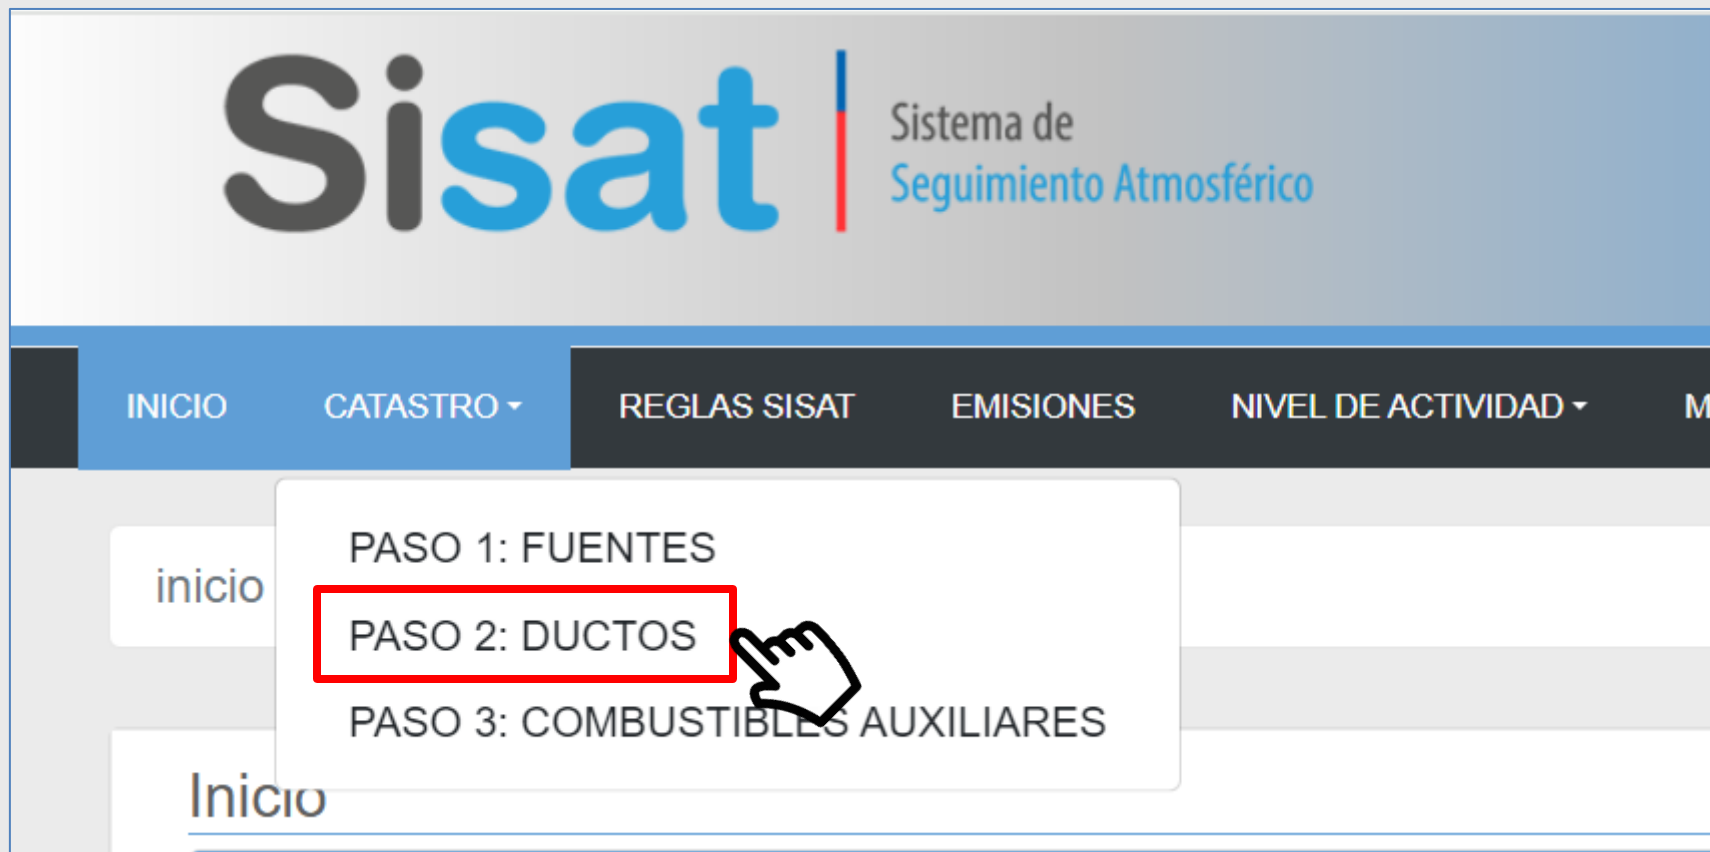 Sisat
Sistema de
Seguimiento Atmosférico
INICIO CATASTRO REGLAS SISAT EMISIONES NIVEL DE ACTIVIDAD M
inicio
PASO 1: FUENTES
PASO 2: DUCTOS
PASO 3: COMBUSTIBLES AUXILIARES
Inicio